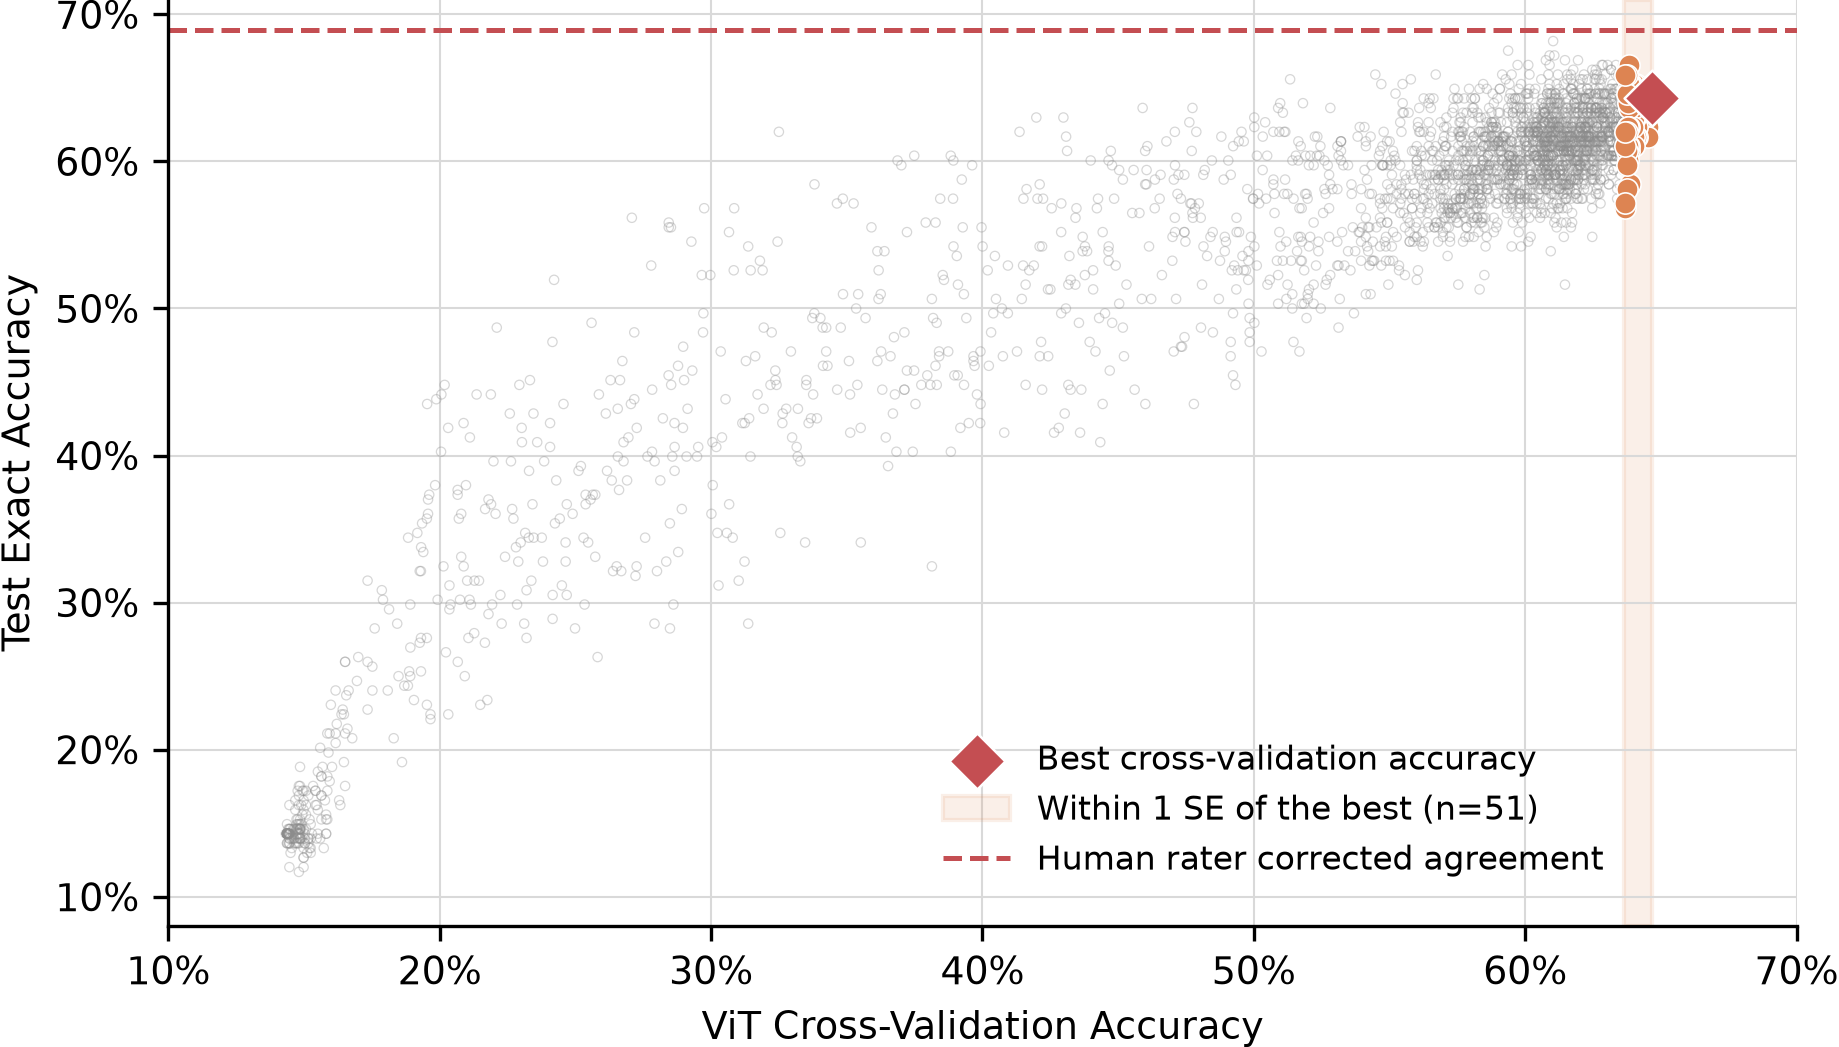 70%
60%
50%
40%
30%
20%
10%
Test Exact Accuracy
Best cross-validation accuracy
Within 1 SE of the best (n=51)
Human rater corrected agreement
10% 20% 30% 40% 50% 60% 70%
ViT Cross-Validation Accuracy